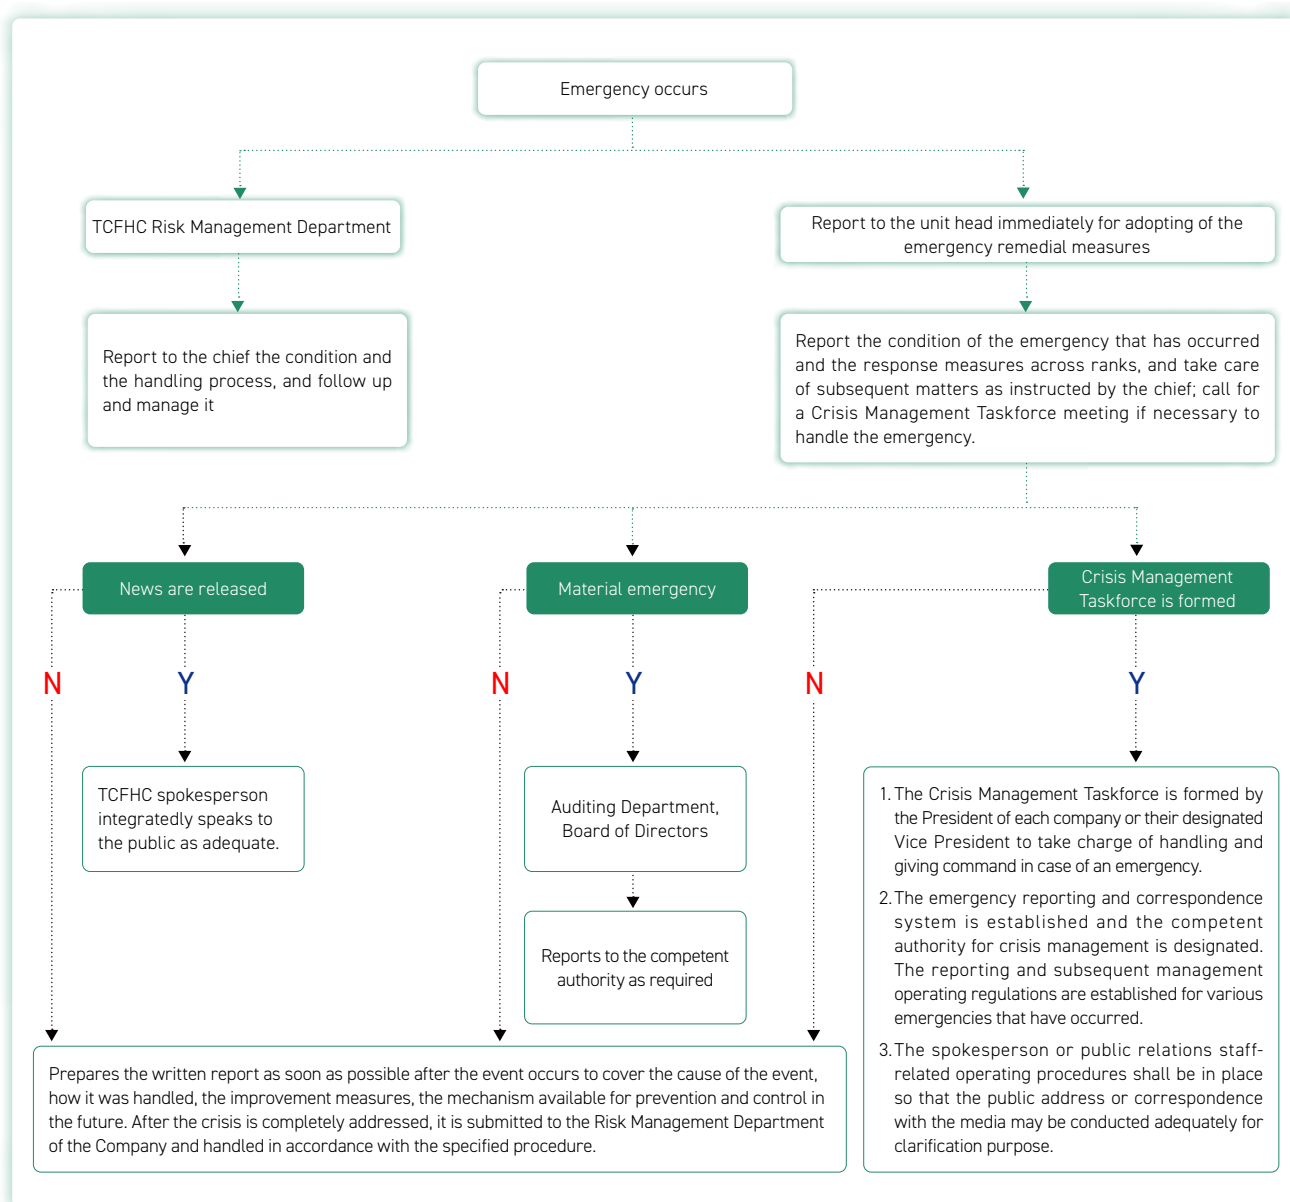 Emergency occurs
TCFHC Risk Management Department
Report to the unit head immediately for adopting of the
emergency remedial measures
Report to the chief the condition and
the handling process, and follow up
and manage it
Report the condition of the emergency that has occurred
and the response measures across ranks, and take care
of subsequent matters as instructed by the chief; call for
a Crisis Management Taskforce meeting if necessary to
handle the emergency.
News are released
Material emergency
Crisis Management
Taskforce is formed
N
Y
N
Y
N
Y
TCFHC spokesperson
integratedly speaks to
the public as adequate.
Auditing Department,
Board of Directors
Reports to the competent
authority as required
1. The Crisis Management Taskforce is formed by
the President of each company or their designated
Vice President to take charge of handling and
giving command in case of an emergency.
2. The emergency reporting and correspondence
system is established and the competent
authority for crisis management is designated.
The reporting and subsequent management
operating regulations are established for various
emergencies that have occurred.
3. The spokesperson or public relations staff-
related operating procedures shall be in place
so that the public address or correspondence
with the media may be conducted adequately for
clarification purpose.
Prepares the written report as soon as possible after the event occurs to cover the cause of the event,
how it was handled, the improvement measures, the mechanism available for prevention and control in
the future. After the crisis is completely addressed, it is submitted to the Risk Management Department
of the Company and handled in accordance with the specified procedure.